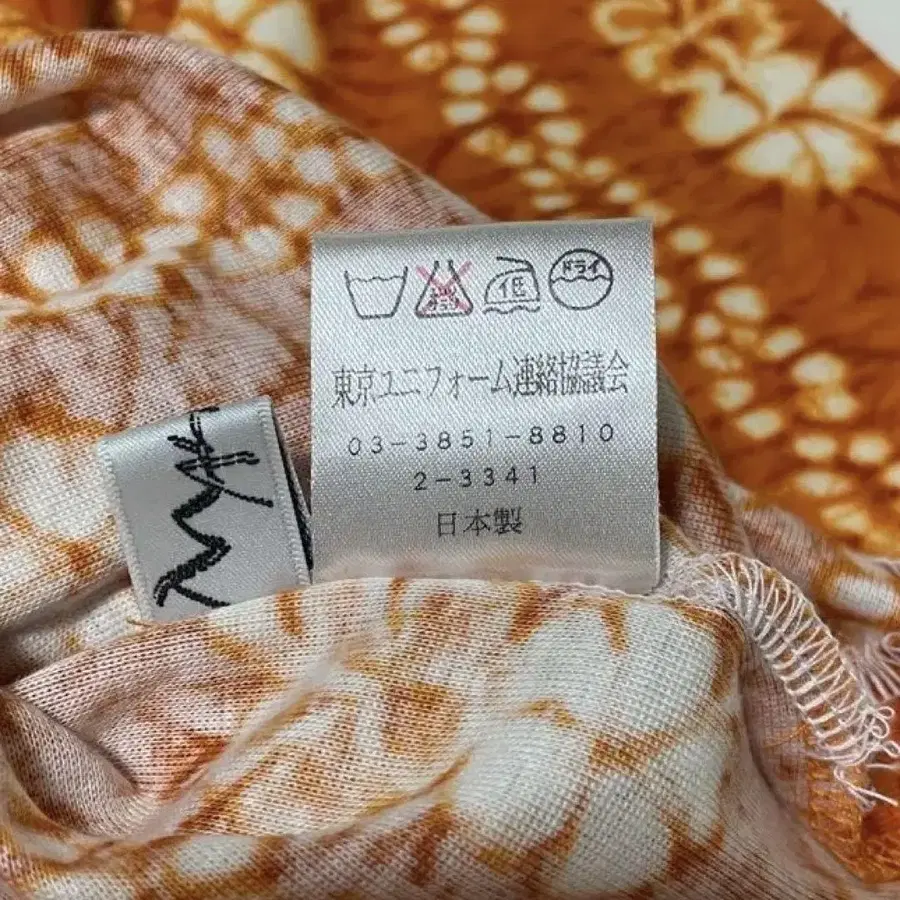 低 ドライ
東京ユニフォーム連絡協議会
03-3851-8810
2-3341
日本製